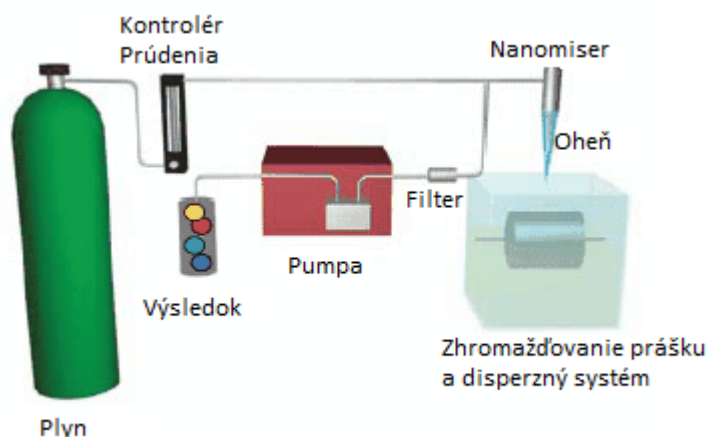 Kontrolér
Prúdenia
Nanomiser
Oheň
Filter
Pumpa
Výsledok
Zhromažďovanie prášku
a disperzný systém
Plyn